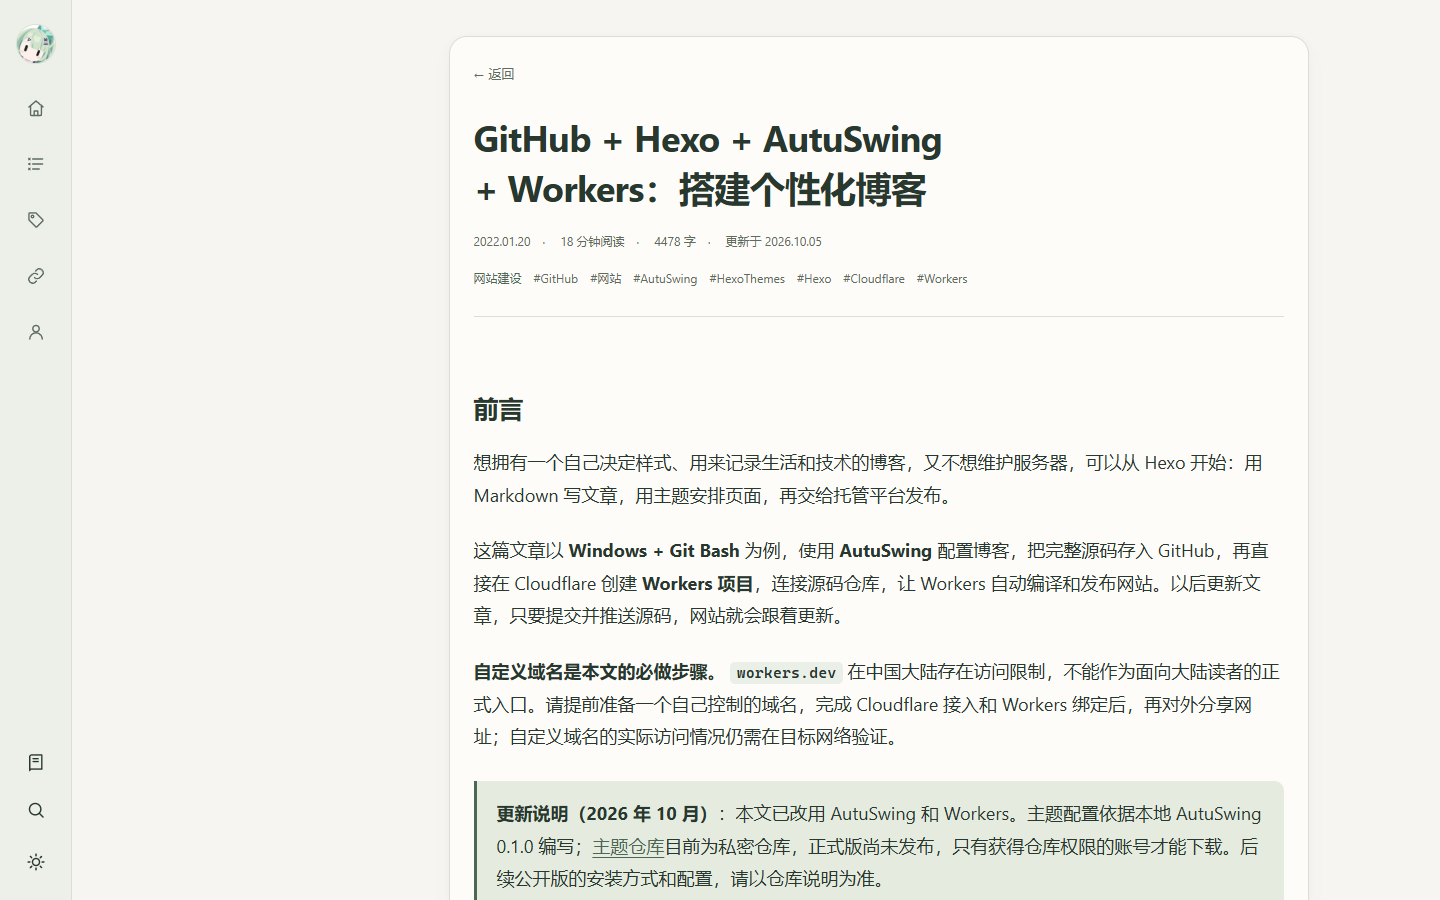 ← 返回
GitHub + Hexo + AutuSwing
+ Workers：搭建个性化博客
2022.01.20 · 18 分钟阅读 · 4478 字 · 更新于 2026.10.05
网站建设 #GitHub #网站 #AutuSwing #HexoThemes #Hexo #Cloudflare #Workers
前言
想拥有一个自己决定样式、用来记录生活和技术的博客，又不想维护服务器，可以从 Hexo 开始：用
Markdown 写文章，用主题安排页面，再交给托管平台发布。
这篇文章以 Windows + Git Bash 为例，使用 AutuSwing 配置博客，把完整源码存入 GitHub，再直
接在 Cloudflare 创建 Workers 项目，连接源码仓库，让 Workers 自动编译和发布网站。以后更新文
章，只要提交并推送源码，网站就会跟着更新。
自定义域名是本文的必做步骤。 workers.dev 在中国大陆存在访问限制，不能作为面向大陆读者的正
式入口。请提前准备一个自己控制的域名，完成 Cloudflare 接入和 Workers 绑定后，再对外分享网
址；自定义域名的实际访问情况仍需在目标网络验证。
更新说明（2026 年 10 月）：本文已改用 AutuSwing 和 Workers。主题配置依据本地 AutuSwing
0.1.0 编写；主题仓库目前为私密仓库，正式版尚未发布，只有获得仓库权限的账号才能下载。后
续公开版的安装方式和配置，请以仓库说明为准。